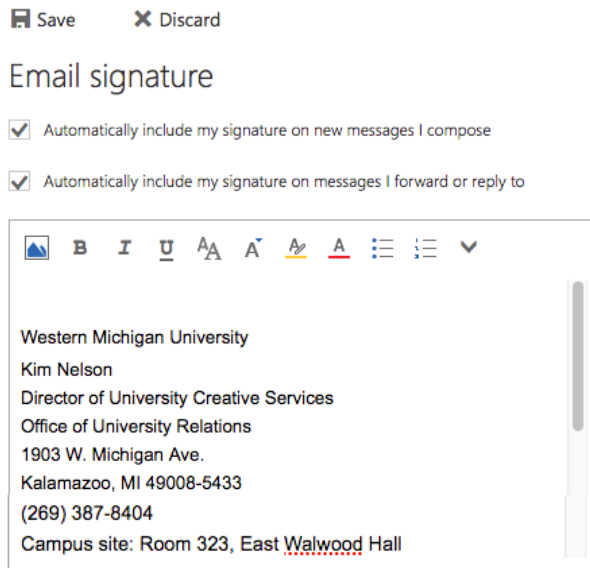 Save Discard
Email signature
Automatically include my signature on new messages I compose
Automatically include my signature on messages I forward or reply to
B I U AA A A A
Western Michigan University
Kim Nelson
Director of University Creative Services
Office of University Relations
1903 W. Michigan Ave.
Kalamazoo, MI 49008-5433
(269) 387-8404
Campus site: Room 323, East Walwood Hall